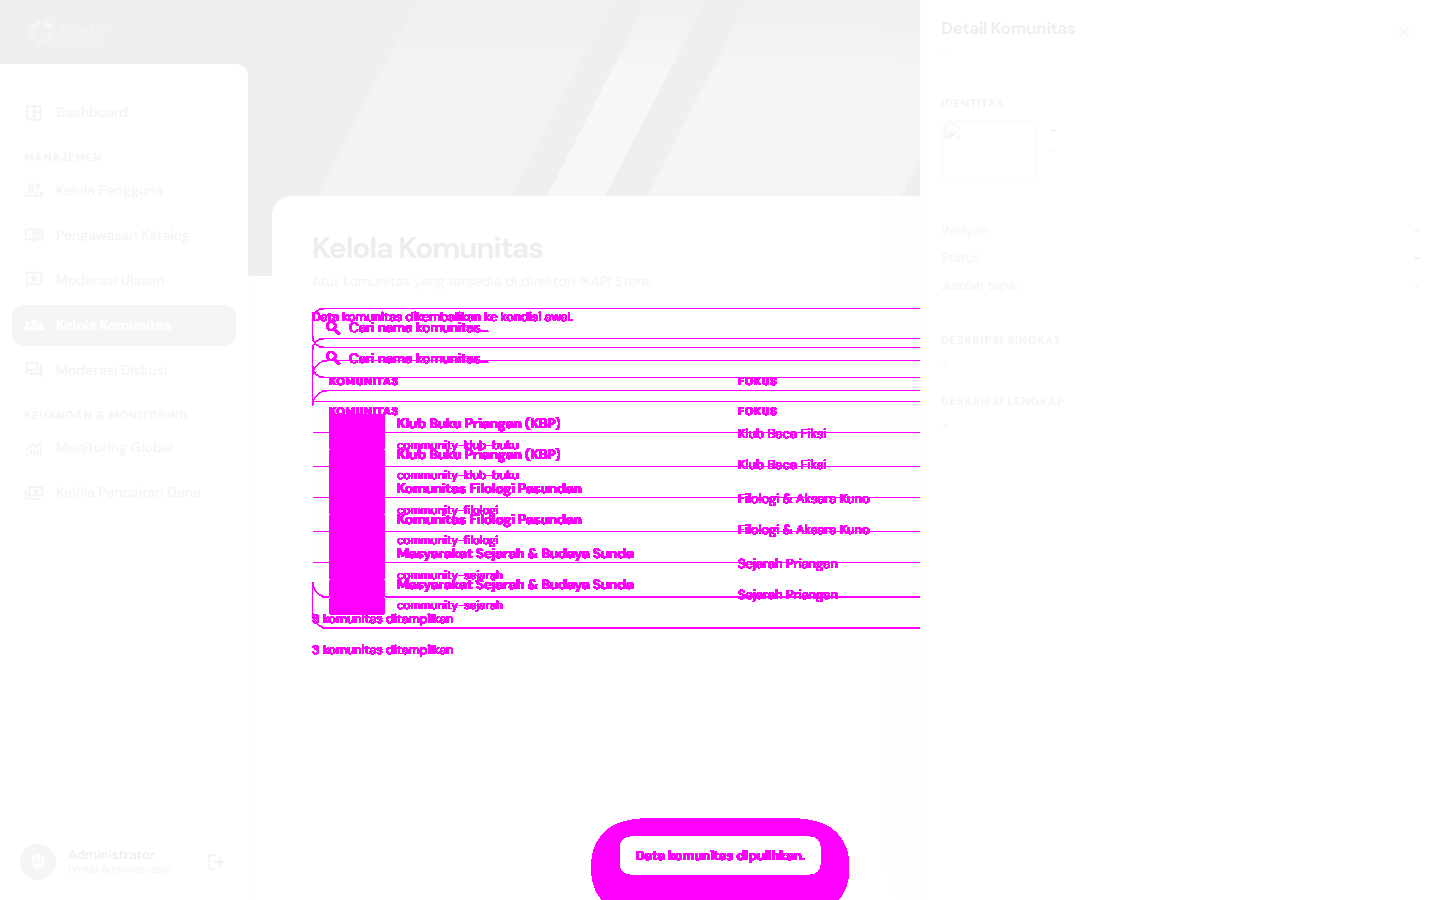 IKAPI
Dashboard
MANAJEMEN
Kelola Pengguna
Pengawasan Katalog
Moderasi Ulasan
Kelola Komunitas
Moderasi Diskusi
KEUANGAN & MONITORING
Monitoring Global
Kelola Pencairan Dana
Administrator
Portal Administrator
Kelola Komunitas
Atur komunitas yang tersedia di direktori IKAPI Store.
Data komunitas dikembalikan ke kondisi awal.
Cari nama komunitas...
Cari nama komunitas...
KOMUNITAS FOKUS
KOMUNITAS FOKUS
Klub Buku Priangan (KBP)
Klub Baca Fiksi
community-klub-buku
Klub Buku Priangan (KBP)
Klub Baca Fiksi
community-klub-buku
Komunitas Filologi Pasundan
Filologi & Aksara Kuno
community-filologi
Komunitas Filologi Pasundan
Filologi & Aksara Kuno
community-filologi
Masyarakat Sejarah & Budaya Sunda
Sejarah Priangan
community-sejarah
Masyarakat Sejarah & Budaya Sunda
Sejarah Priangan
community-sejarah
3 komunitas ditampilkan
3 komunitas ditampilkan
Data komunitas dipulihkan.
Detail Komunitas
-
IDENTITAS
-
-
Wilayah -
Status -
Jumlah topik -
DESKRIPSI SINGKAT
-
DESKRIPSI LENGKAP
-